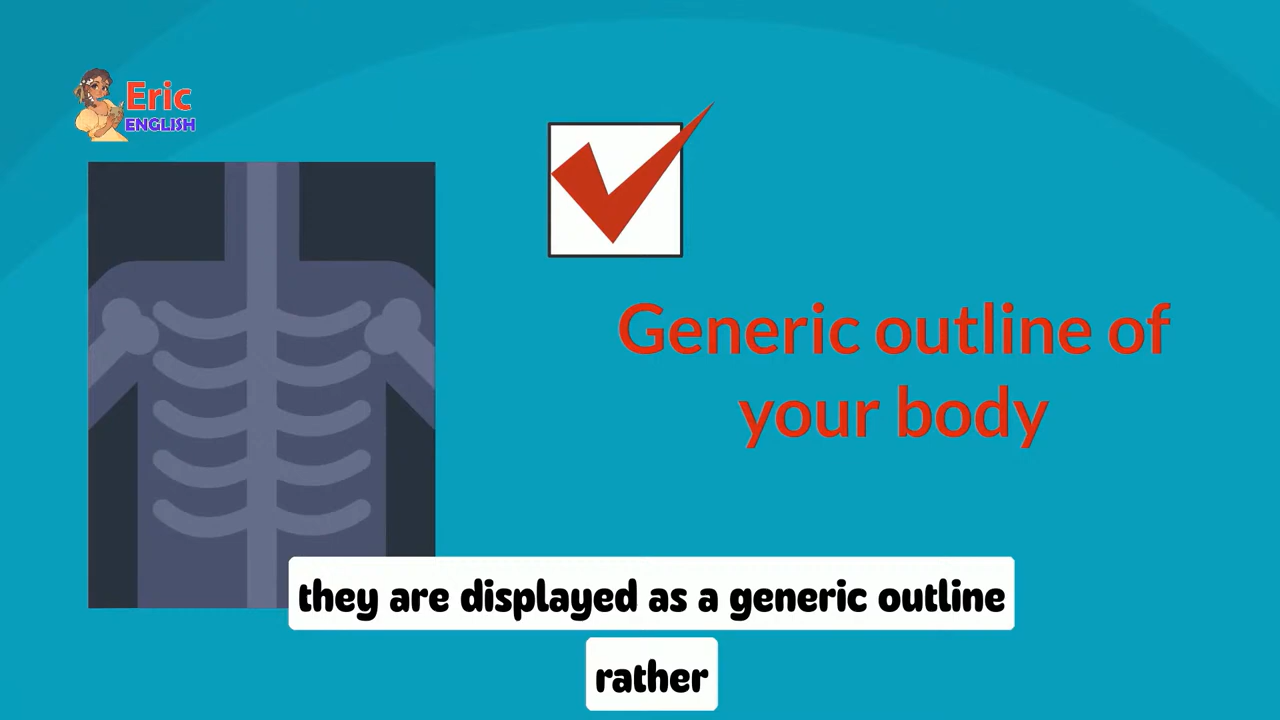 Eric
ENGLISH
Generic outline of
your body
they are displayed as a generic outline
rather